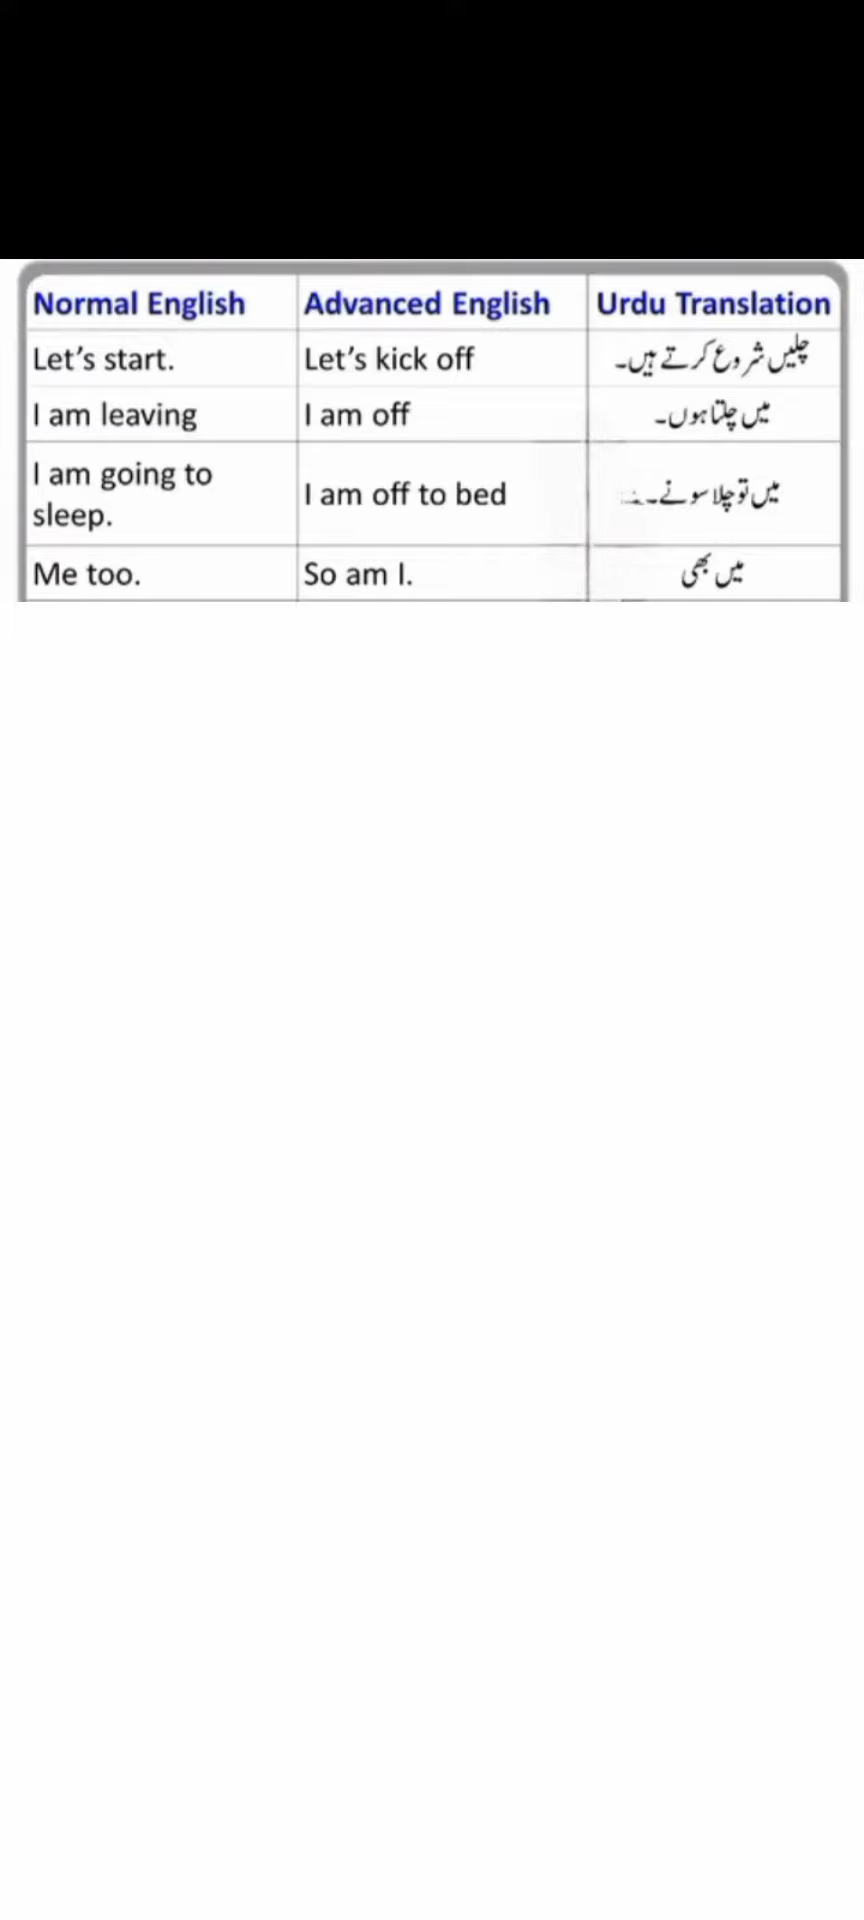 Normal English Advanced English Urdu Translation
Let's start. Let's kick off چلیں شروع کرتے ہیں۔
I am leaving I am off میں چلتا ہوں۔
I am going to
sleep. I am off to bed میں تو چلا سونے۔
Me too. So am I. میں بھی